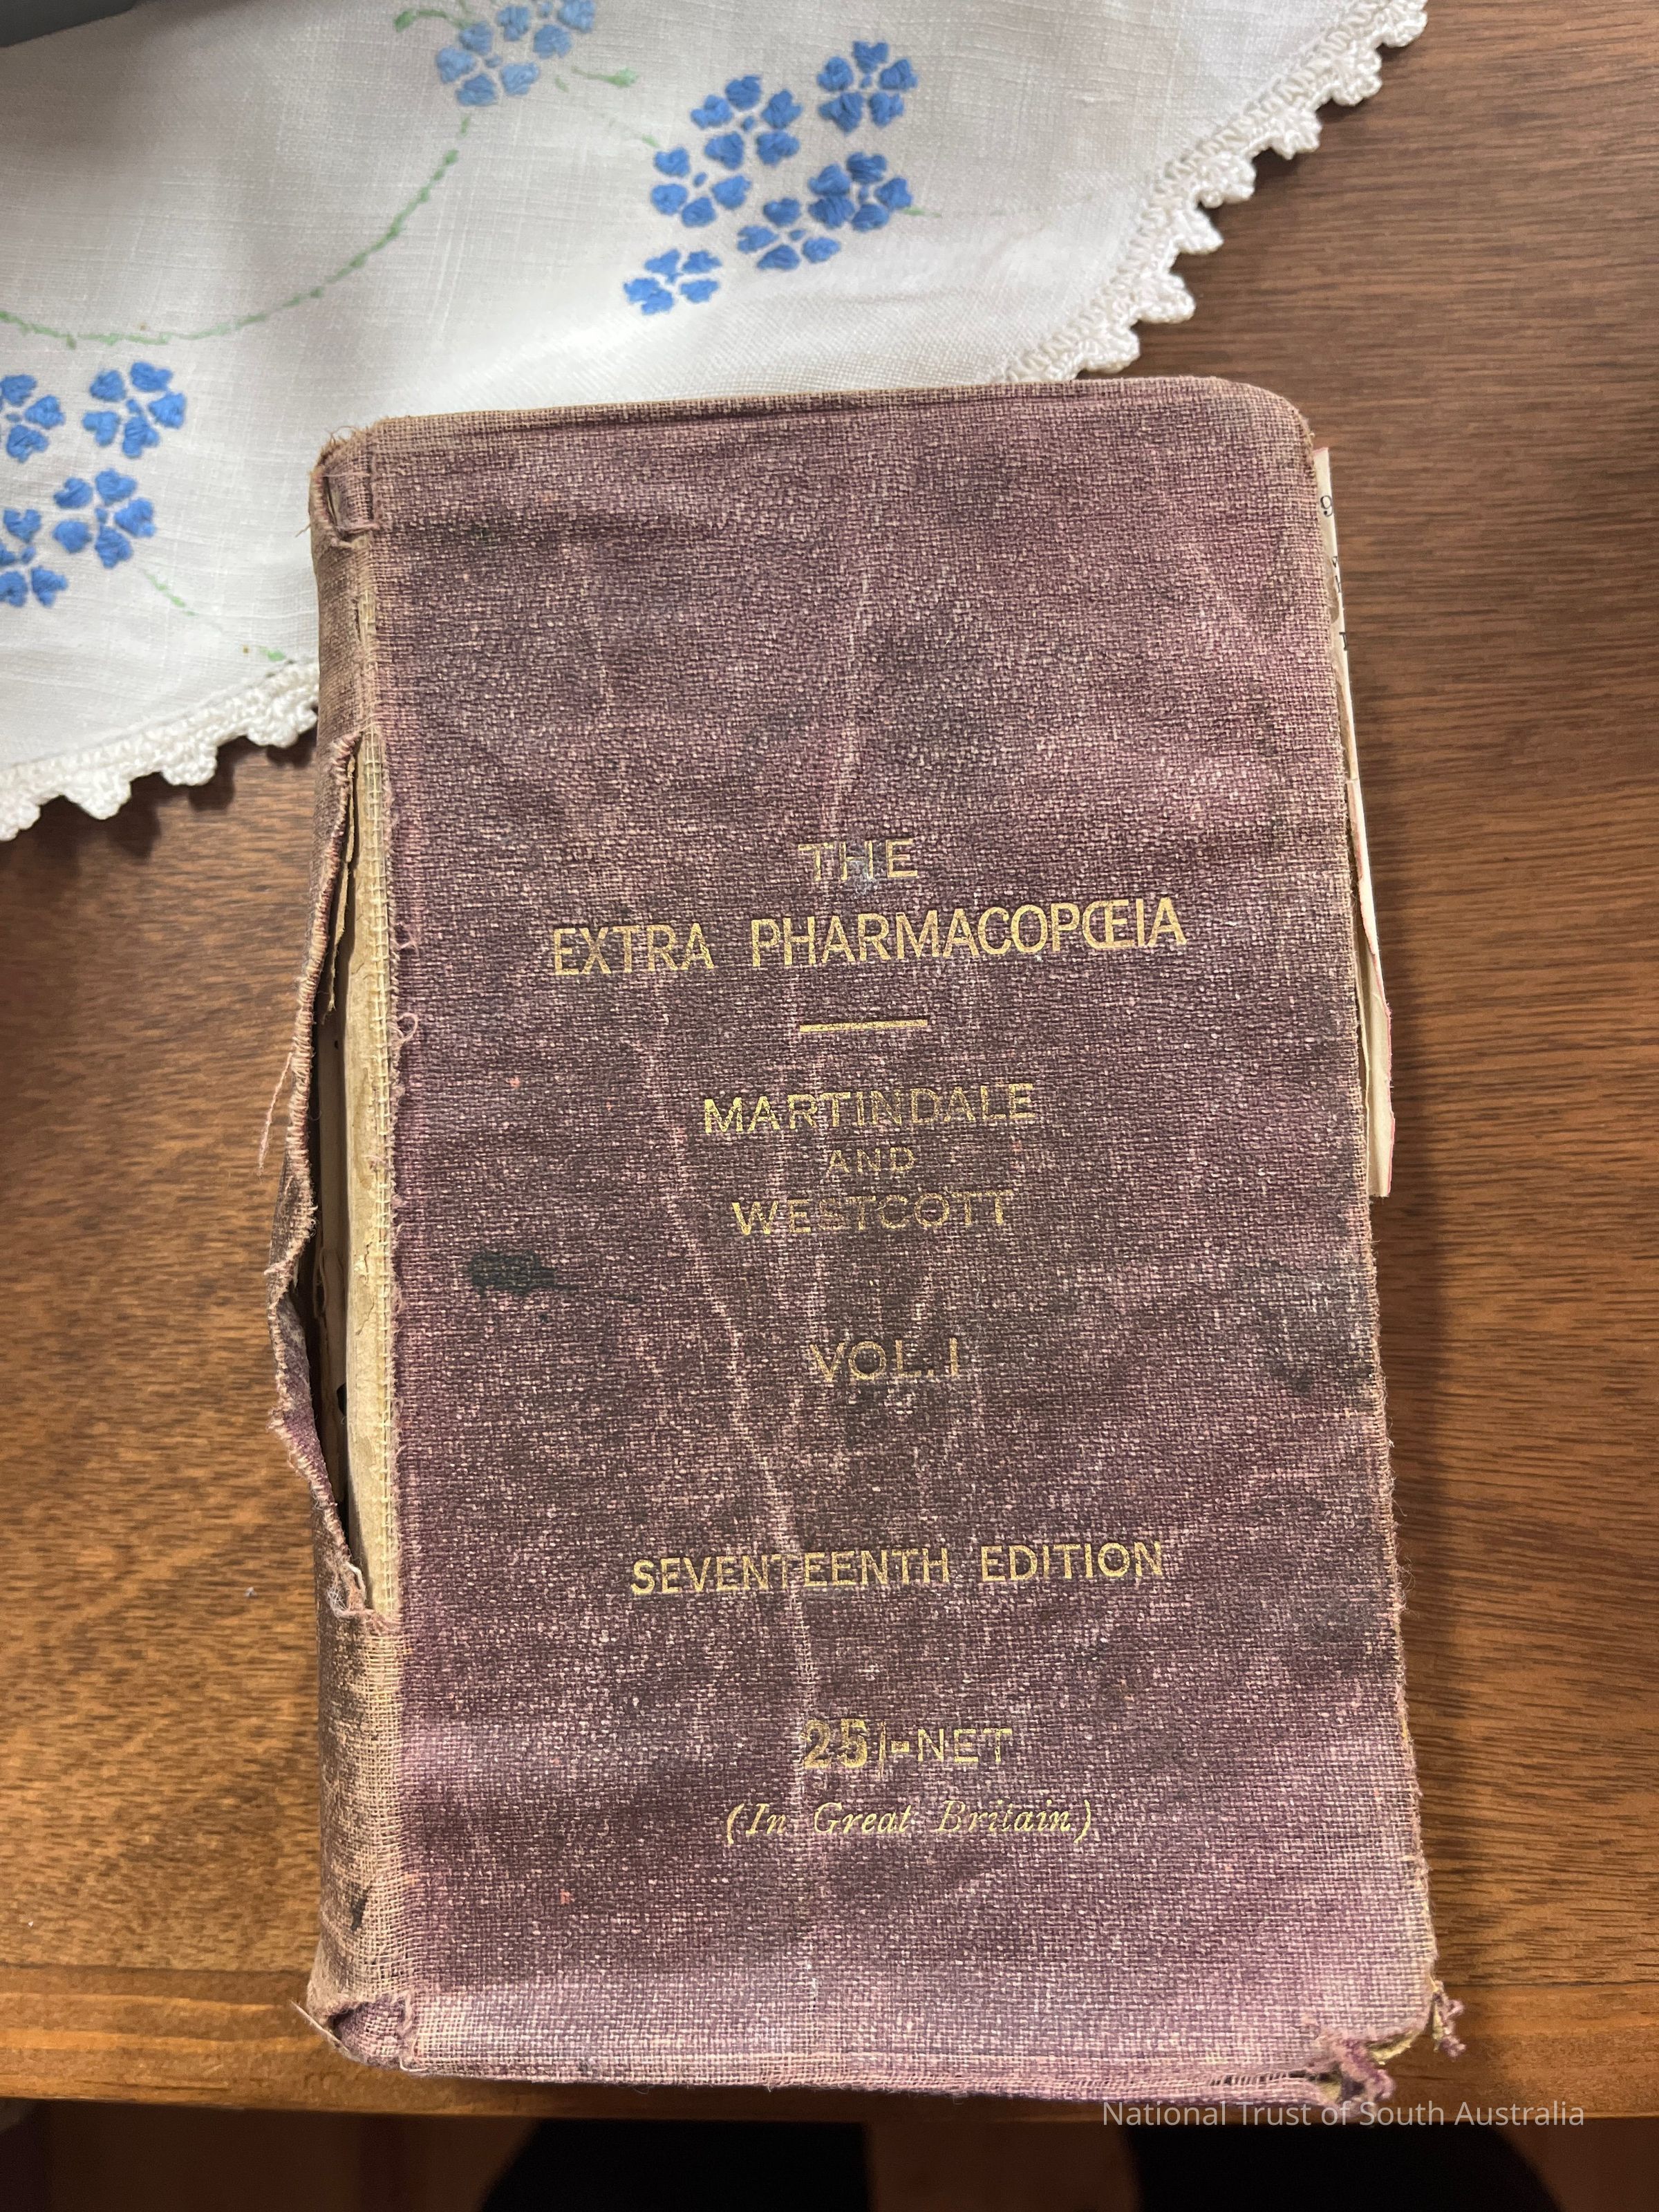 THE
EXTRA PHARMACOPŒIA
MARTINDALE
AND
WESTCOTT
VOL. I
SEVENTEENTH EDITION
25/-NET
(In Great Britain)
National Trust of South Australia